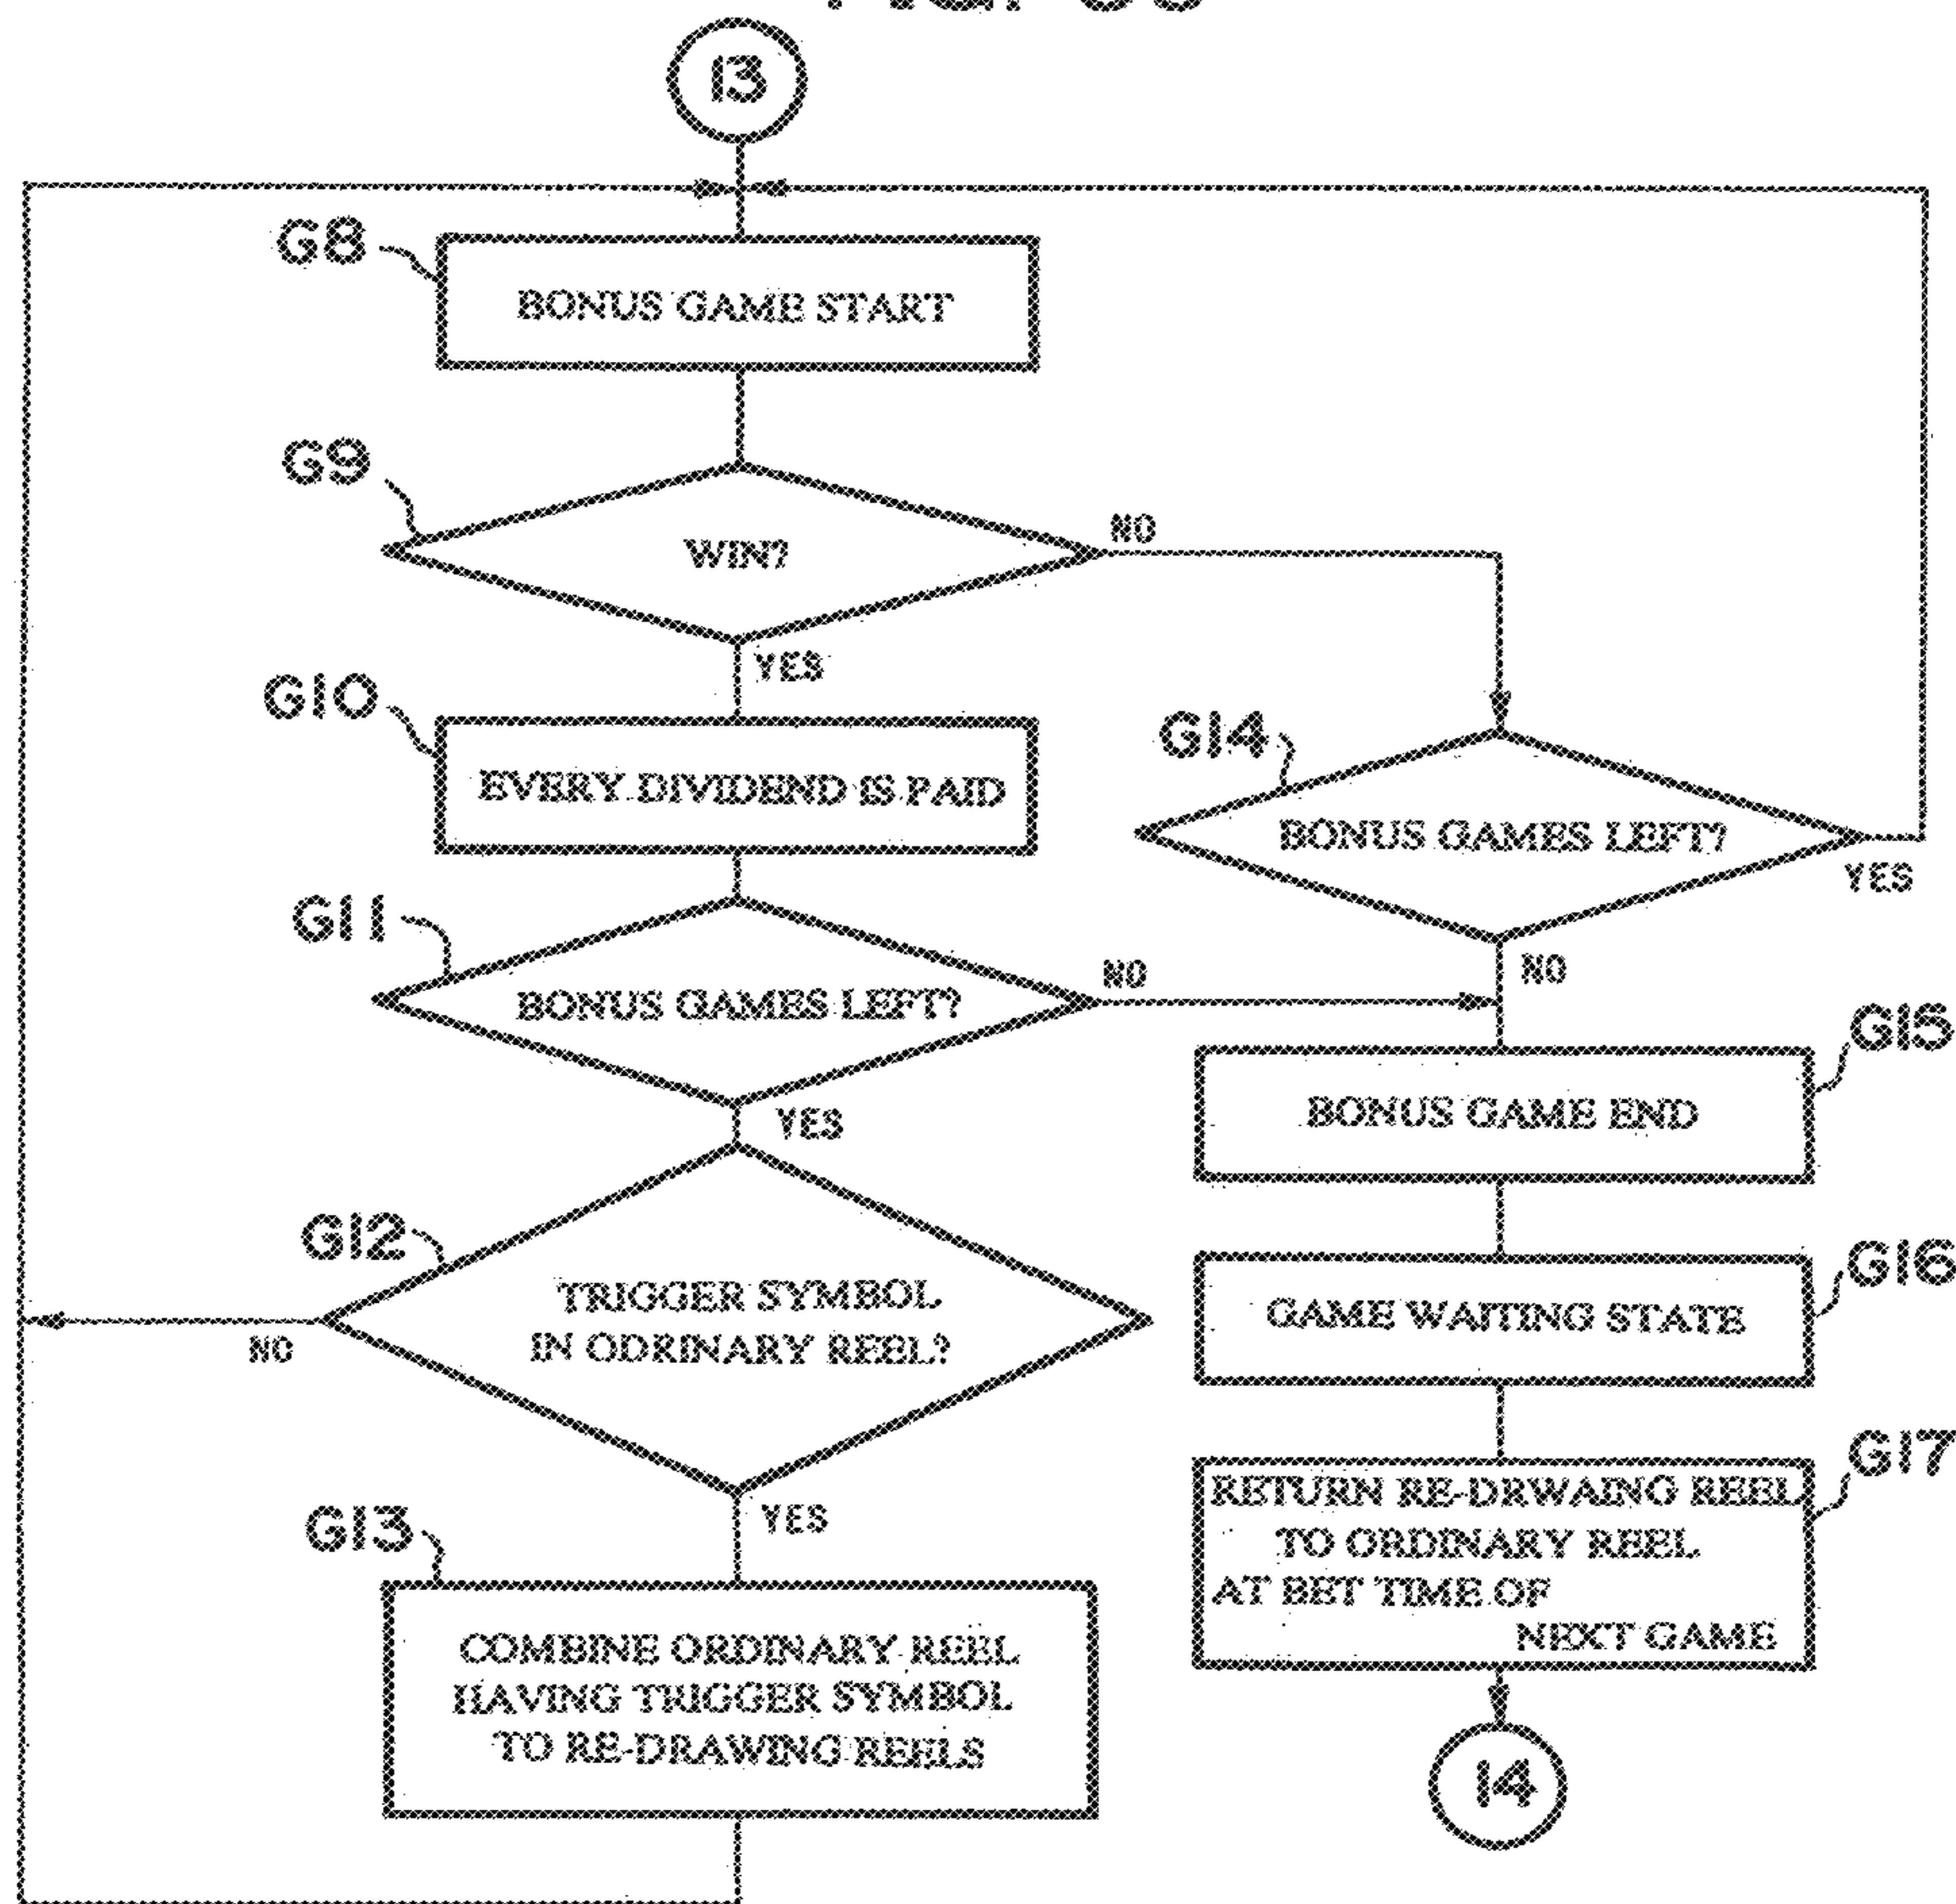 13
G8
BONUS GAME START
G9
WIN?
NO
YES
G10
EVERY DIVIDEND IS PAID
G14
BONUS GAMES LEFT?
YES
NO
G11
BONUS GAMES LEFT?
NO
YES
G15
BONUS GAME END
G12
TRIGGER SYMBOL
IN ODRINARY REEL?
NO
YES
G16
GAME WAITING STATE
G17
RETURN RE-DRWAING REEL
TO ORDINARY REEL
AT BET TIME OF
NEXT GAME
G13
COMBINE ORDINARY REEL
HAVING TRIGGER SYMBOL
TO RE-DRAWING REELS
14